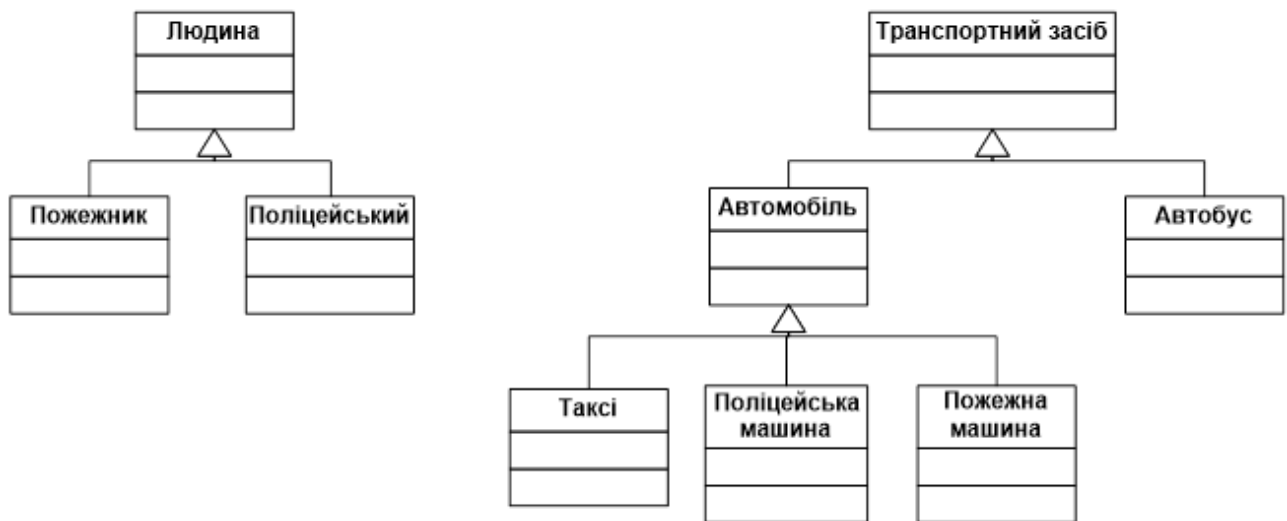 Людина
Транспортний засіб
Пожежник
Поліцейський
Автомобіль
Автобус
Таксі
Поліцейська
машина
Пожежна
машина